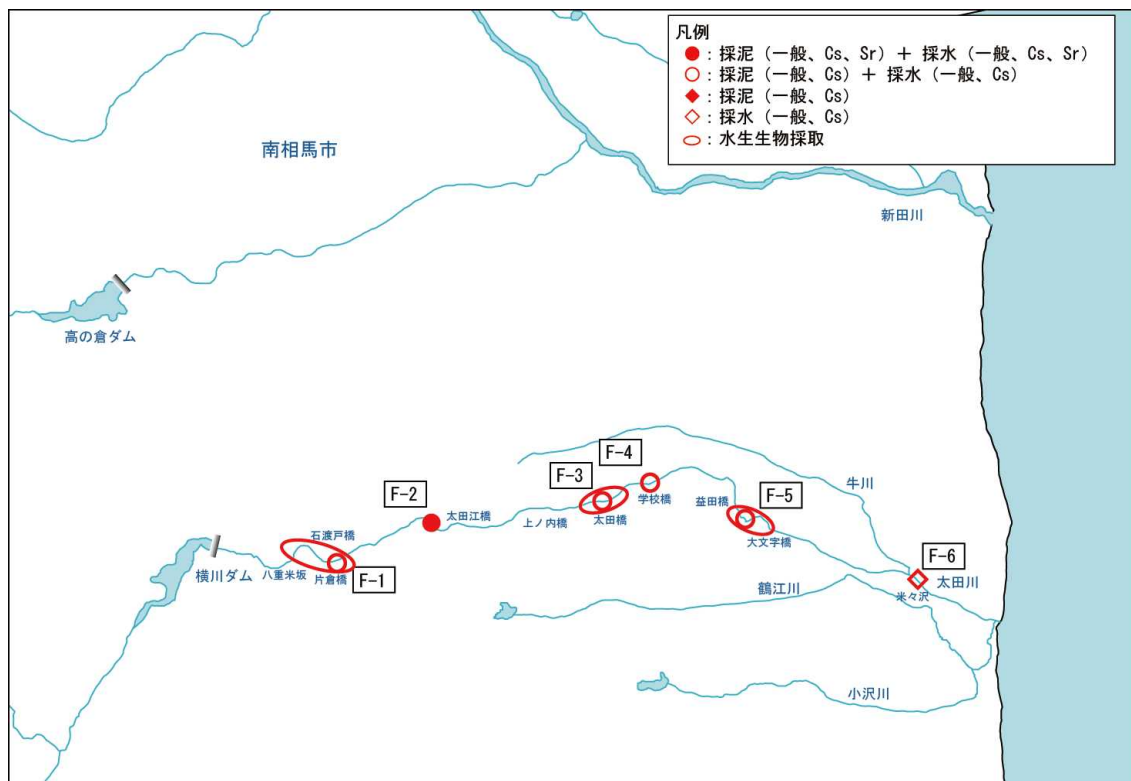 凡例
●：採泥（一般、Cs、Sr）＋ 採水（一般、Cs、Sr）
○：採泥（一般、Cs）＋ 採水（一般、Cs）
◆：採泥（一般、Cs）
◇：採水（一般、Cs）
：水生生物採取
南相馬市
新田川
高の倉ダム
F-4
F-3
牛川
F-2
学校橋
益田橋
F-5
太田江橋
上ノ内橋
太田橋
石渡戸橋
大文字橋
F-6
横川ダム
八重米坂
片倉橋
F-1
鶴江川
太田川
米々沢
小沢川